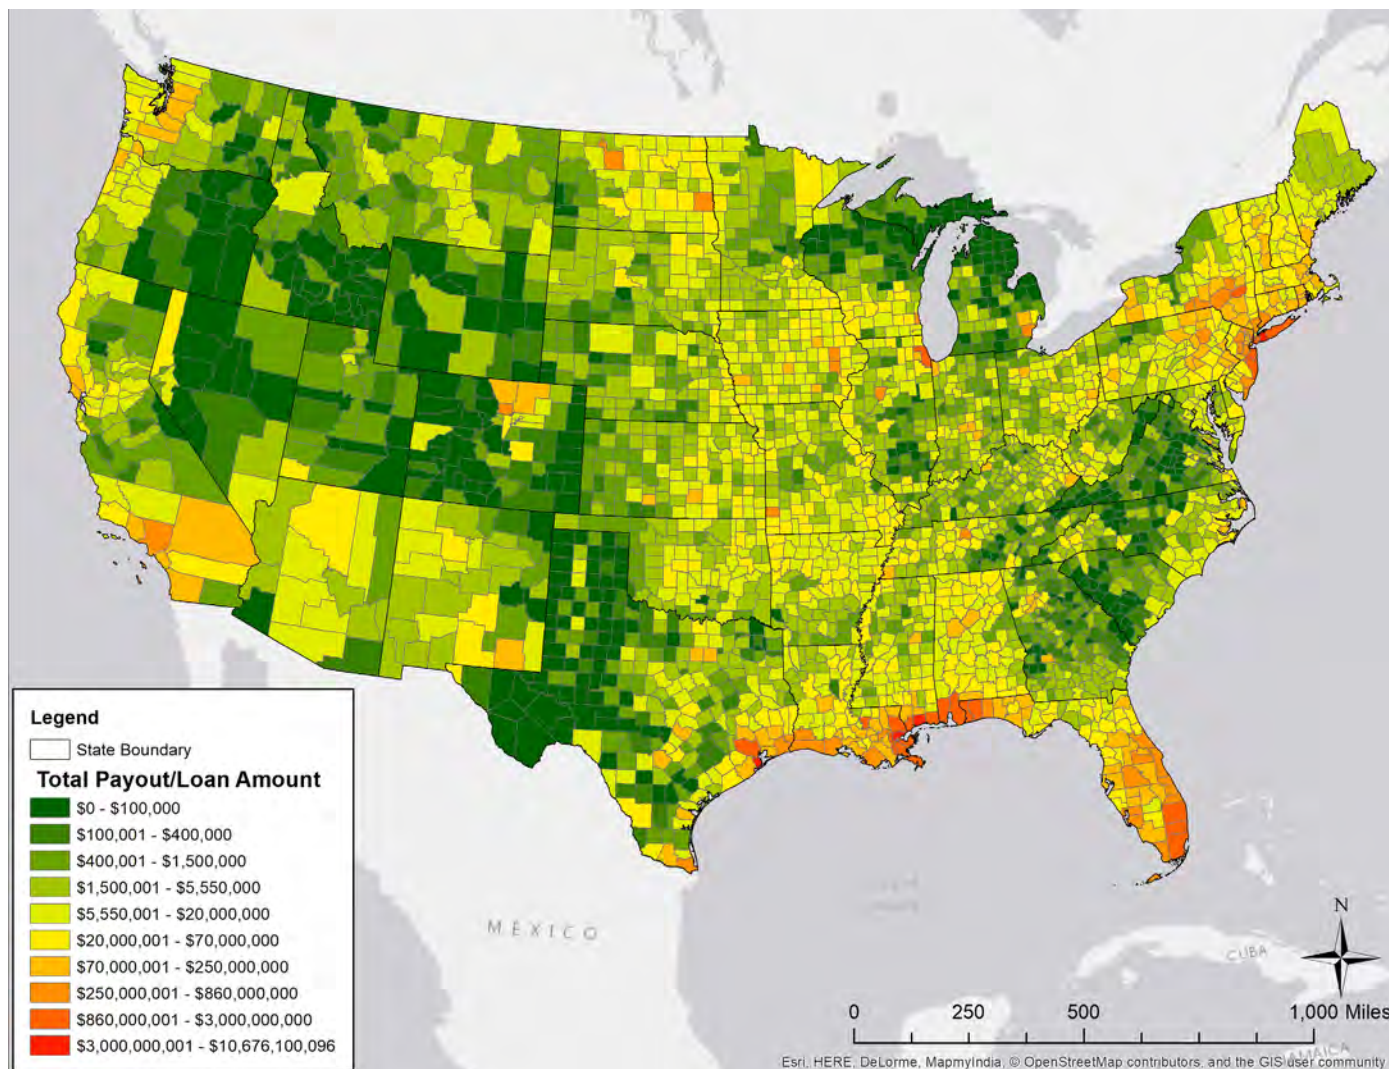 MEXICO
CUBA
N
Legend
State Boundary
Total Payout/Loan Amount
$0 - $100,000
$100,001 - $400,000
$400,001 - $1,500,000
$1,500,001 - $5,550,000
$5,550,001 - $20,000,000
$20,000,001 - $70,000,000
$70,000,001 - $250,000,000
$250,000,001 - $860,000,000
$860,000,001 - $3,000,000,000
$3,000,000,001 - $10,676,100,096
0 250 500 1,000 Miles
JAMAICA
Esri, HERE, DeLorme, MapmyIndia, © OpenStreetMap contributors, and the GIS user community